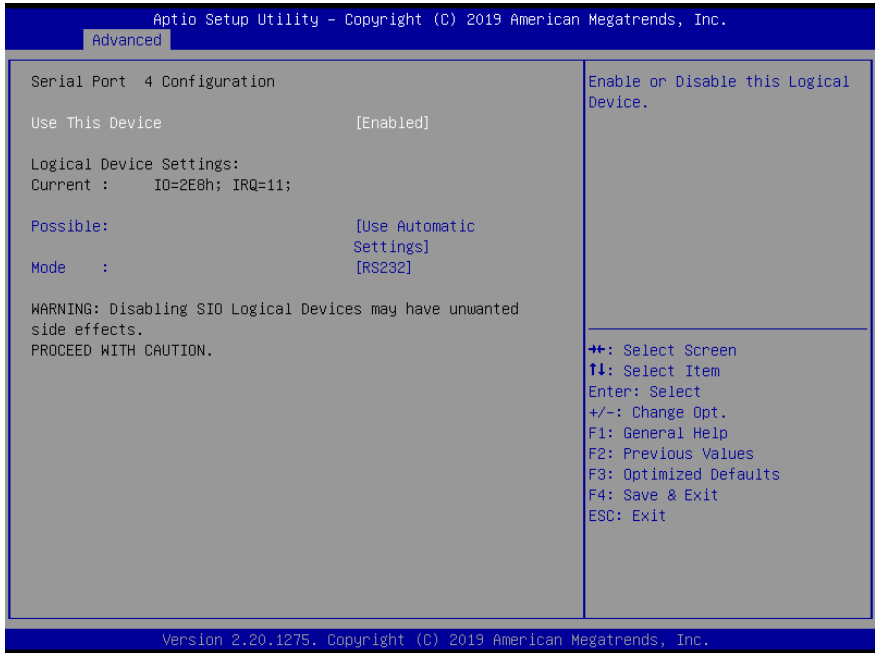 Aptio Setup Utility – Copyright (C) 2019 American Megatrends, Inc.
Advanced
Serial Port  4 Configuration
Use This Device [Enabled]
Logical Device Settings:
Current : IO=2E8h; IRQ=11;
Possible: [Use Automatic
Settings]
Mode : [RS232]
WARNING: Disabling SIO Logical Devices may have unwanted
side effects.
PROCEED WITH CAUTION.
Enable or Disable this Logical
Device.
→←: Select Screen
↑↓: Select Item
Enter: Select
+/-: Change Opt.
F1: General Help
F2: Previous Values
F3: Optimized Defaults
F4: Save & Exit
ESC: Exit
Version 2.20.1275. Copyright (C) 2019 American Megatrends, Inc.